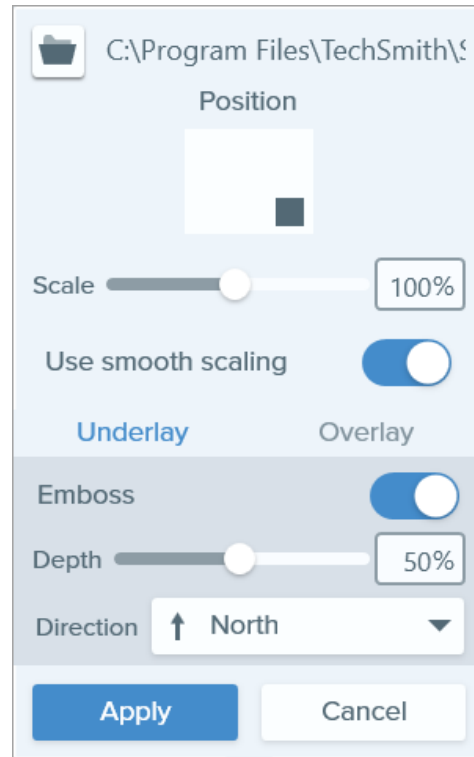 C:\Program Files\TechSmith\S
Position
Scale 100%
Use smooth scaling
Underlay Overlay
Emboss
Depth 50%
Direction North
Apply Cancel